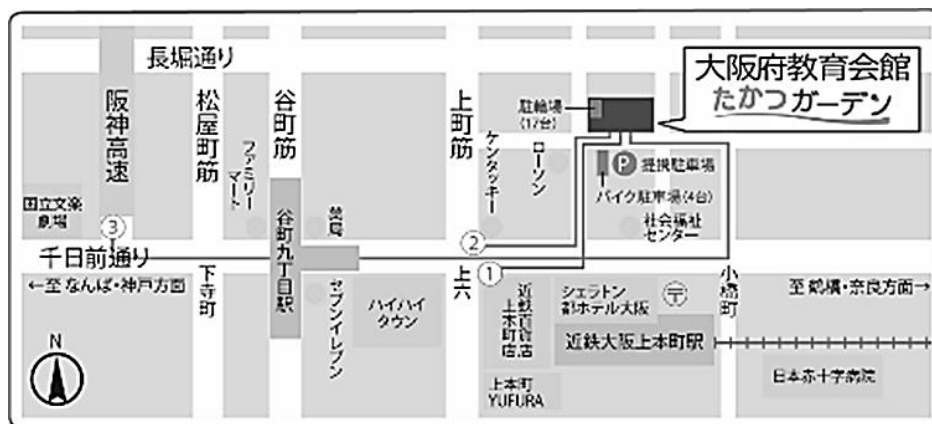 長堀通り
阪神高速
松屋町筋
谷町筋
上町筋
大阪府教育会館
たかつガーデン
駐輪場
(17台)
ケンタッキー
ローソン
P 提携駐車場
バイク駐車場(4台)
ファミリー
マート
社会福祉
センター
国立文楽
劇場
③
谷町九丁目駅
薬局
②
①
千日前通り
←至 なんば・神戸方面
下寺町
セブンイレブン
ハイハイ
タウン
上六
近鉄百貨店
上本町店
シェラトン
都ホテル大阪
〒
小橋町
至 鶴橋・奈良方面→
近鉄大阪上本町駅
N
上本町
YUFURA
日本赤十字病院